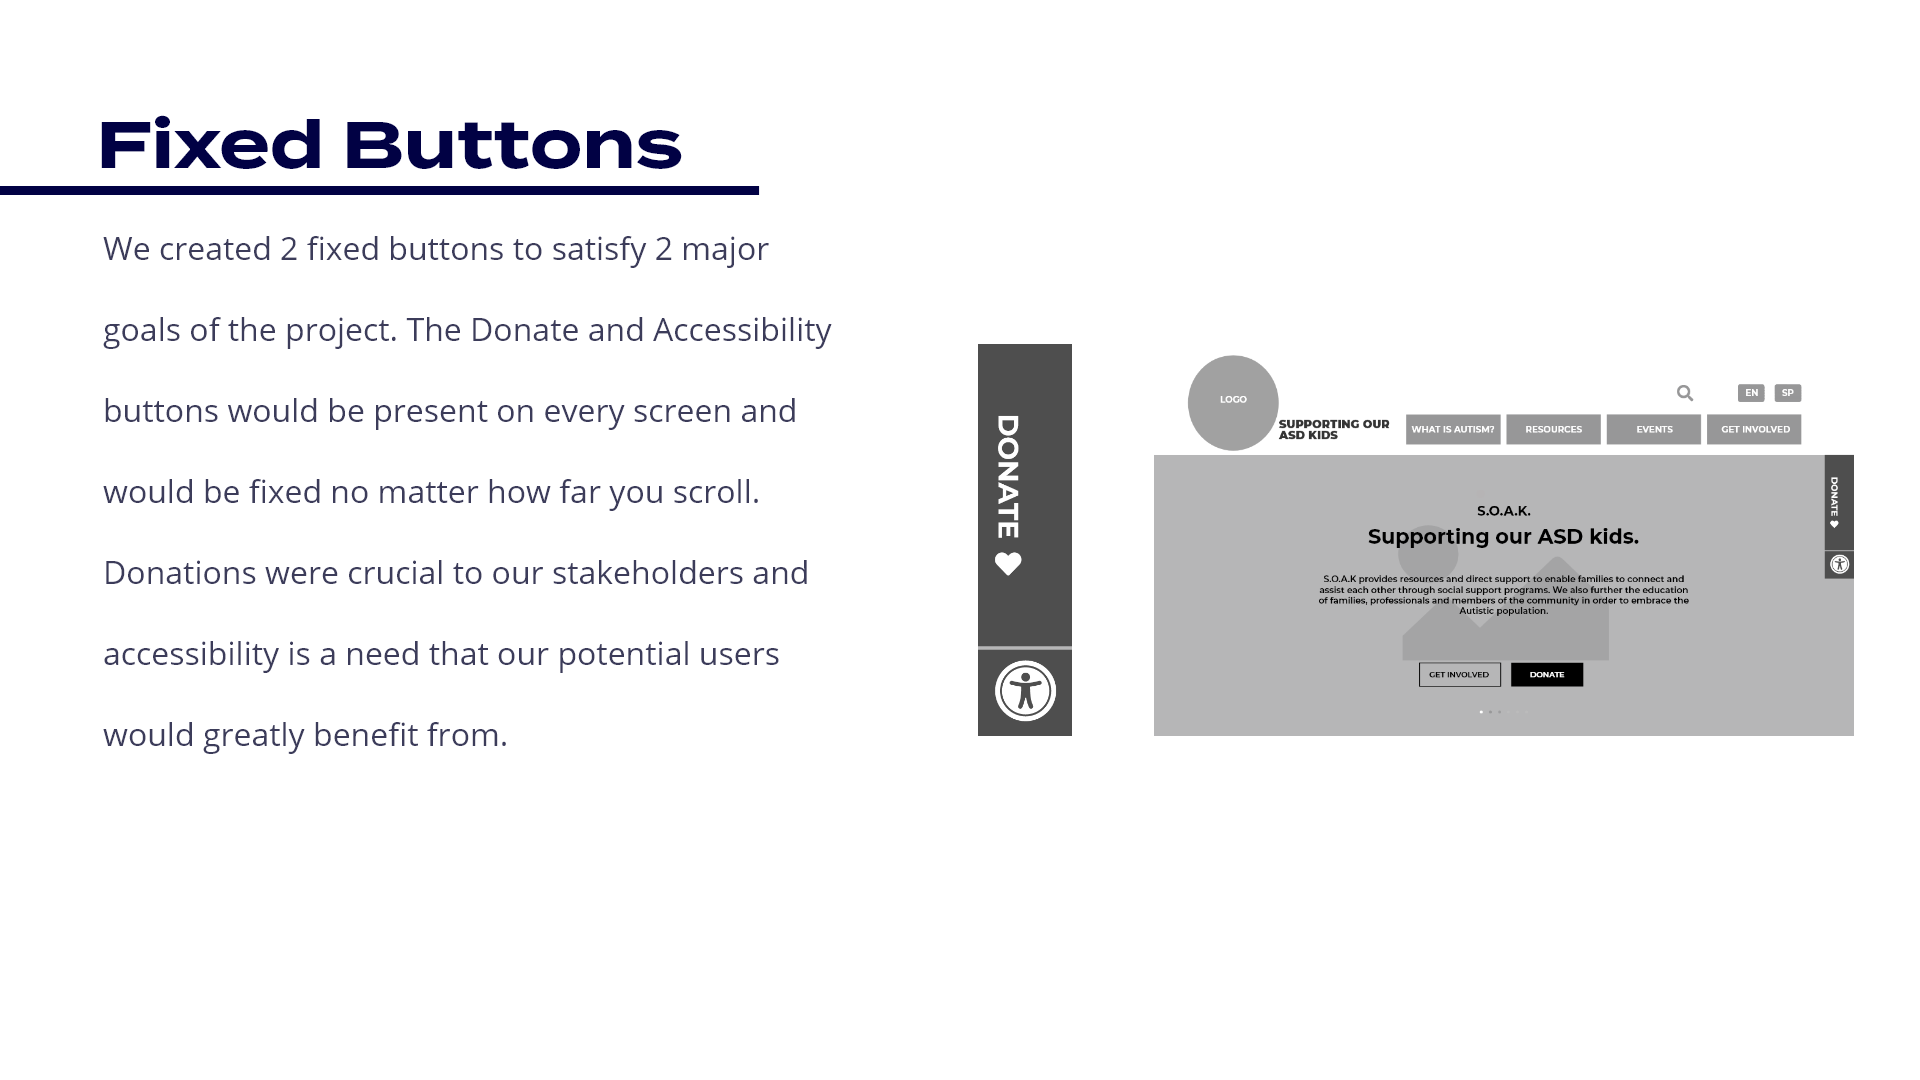 Fixed Buttons
We created 2 fixed buttons to satisfy 2 major
goals of the project. The Donate and Accessibility
buttons would be present on every screen and
would be fixed no matter how far you scroll.
Donations were crucial to our stakeholders and
accessibility is a need that our potential users
would greatly benefit from.
DONATE
LOGO
SUPPORTING OUR
ASD KIDS
EN SP
WHAT IS AUTISM? RESOURCES EVENTS GET INVOLVED
DONATE
S.O.A.K.
Supporting our ASD kids.
S.O.A.K provides resources and direct support to enable families to connect and
assist each other through social support programs. We also further the education
of families, professionals and members of the community in order to embrace the
Autistic population.
GET INVOLVED DONATE